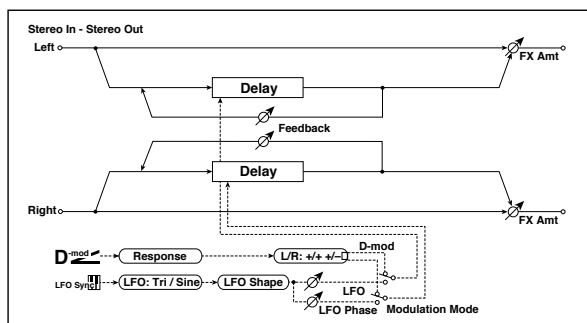 Stereo In - Stereo Out
Left
FX Amt
Delay
Feedback
Delay
Right
FX Amt
D-mod
D-mod Response L/R: +/+ +/–
LFO Sync LFO: Tri / Sine LFO Shape LFO
LFO Phase Modulation Mode